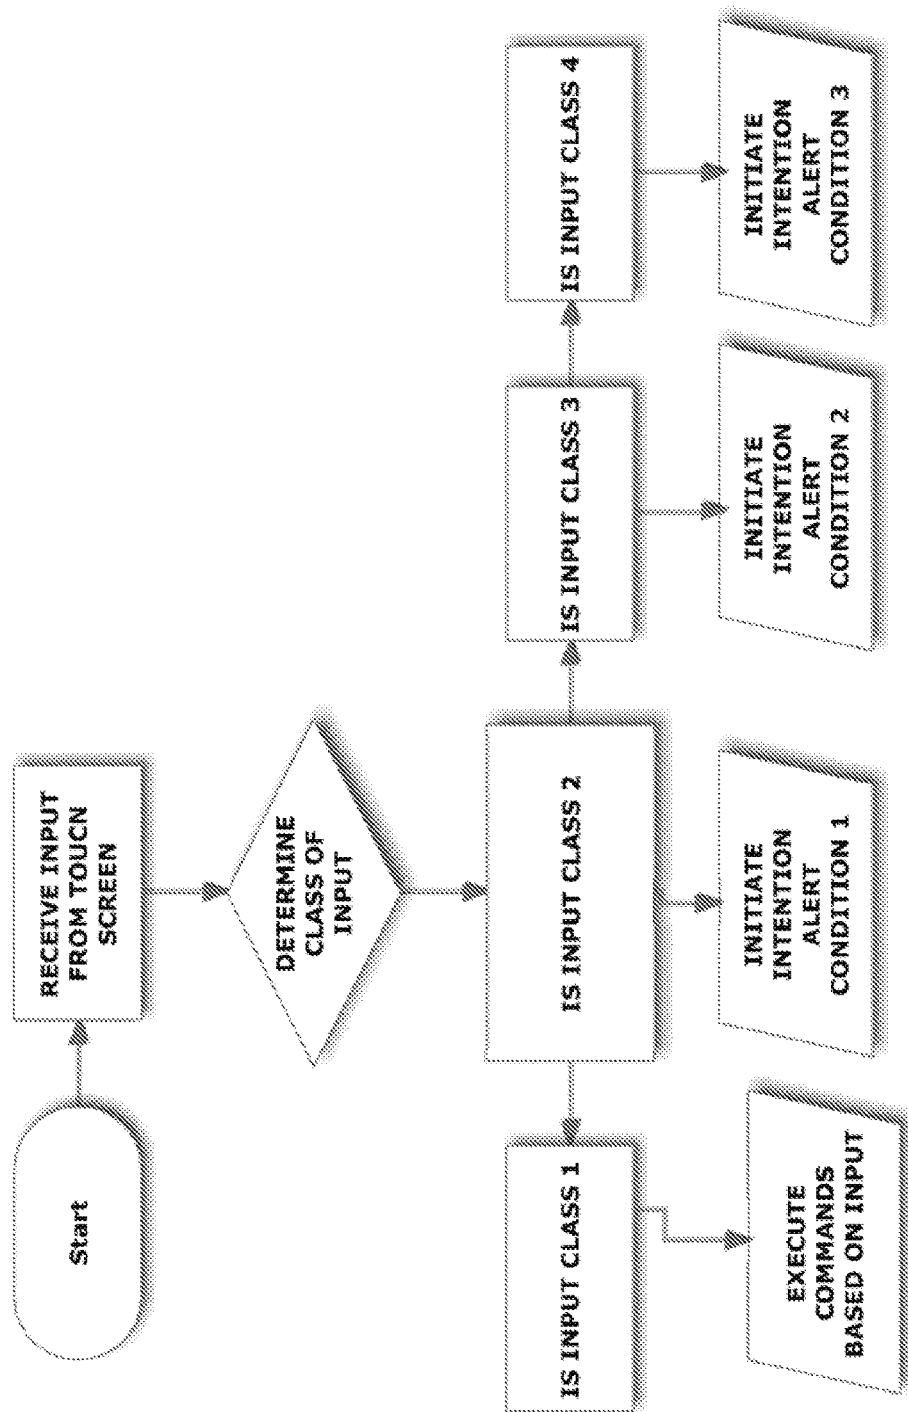 Start
RECEIVE INPUT
FROM TOUCN
SCREEN
DETERMINE
CLASS OF
INPUT
IS INPUT CLASS 1
IS INPUT CLASS 2
IS INPUT CLASS 3
IS INPUT CLASS 4
EXECUTE
COMMANDS
BASED ON INPUT
INITIATE
INTENTION
ALERT
CONDITION 1
INITIATE
INTENTION
ALERT
CONDITION 2
INITIATE
INTENTION
ALERT
CONDITION 3